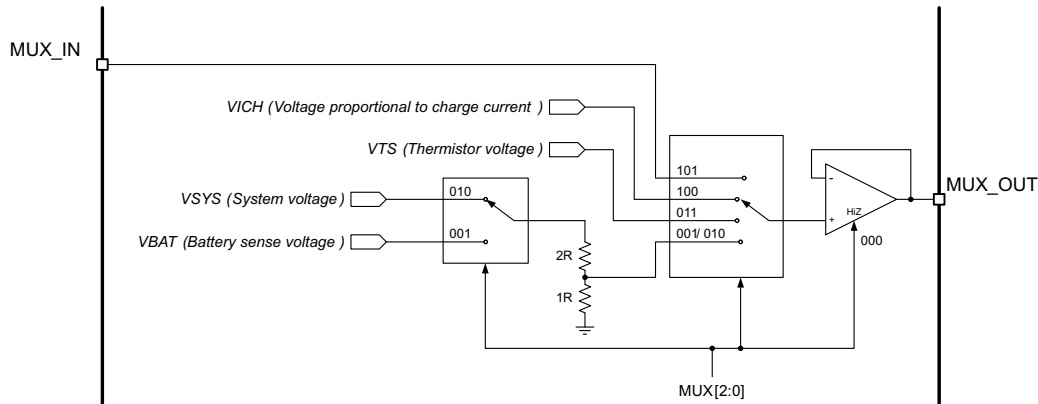 MUX_IN
VICH (Voltage proportional to charge current )
VTS (Thermistor voltage )
101
VSYS (System voltage)
010
100
MUX_OUT
011
HiZ
VBAT (Battery sense voltage )
001
001/ 010
000
2R
1R
-
+
MUX[2:0]